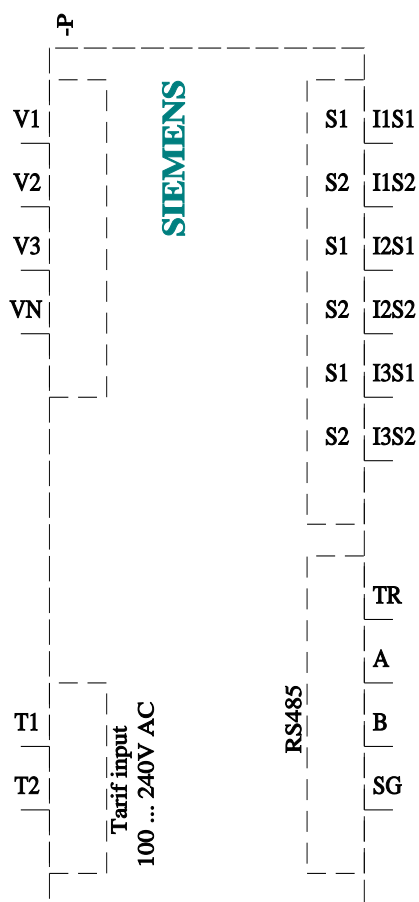 -P
SIEMENS
V1
V2
V3
VN
S1 I1S1
S2 I1S2
S1 I2S1
S2 I2S2
S1 I3S1
S2 I3S2
TR
A
B
SG
RS485
T1
T2
Tarif input
100 ... 240V AC